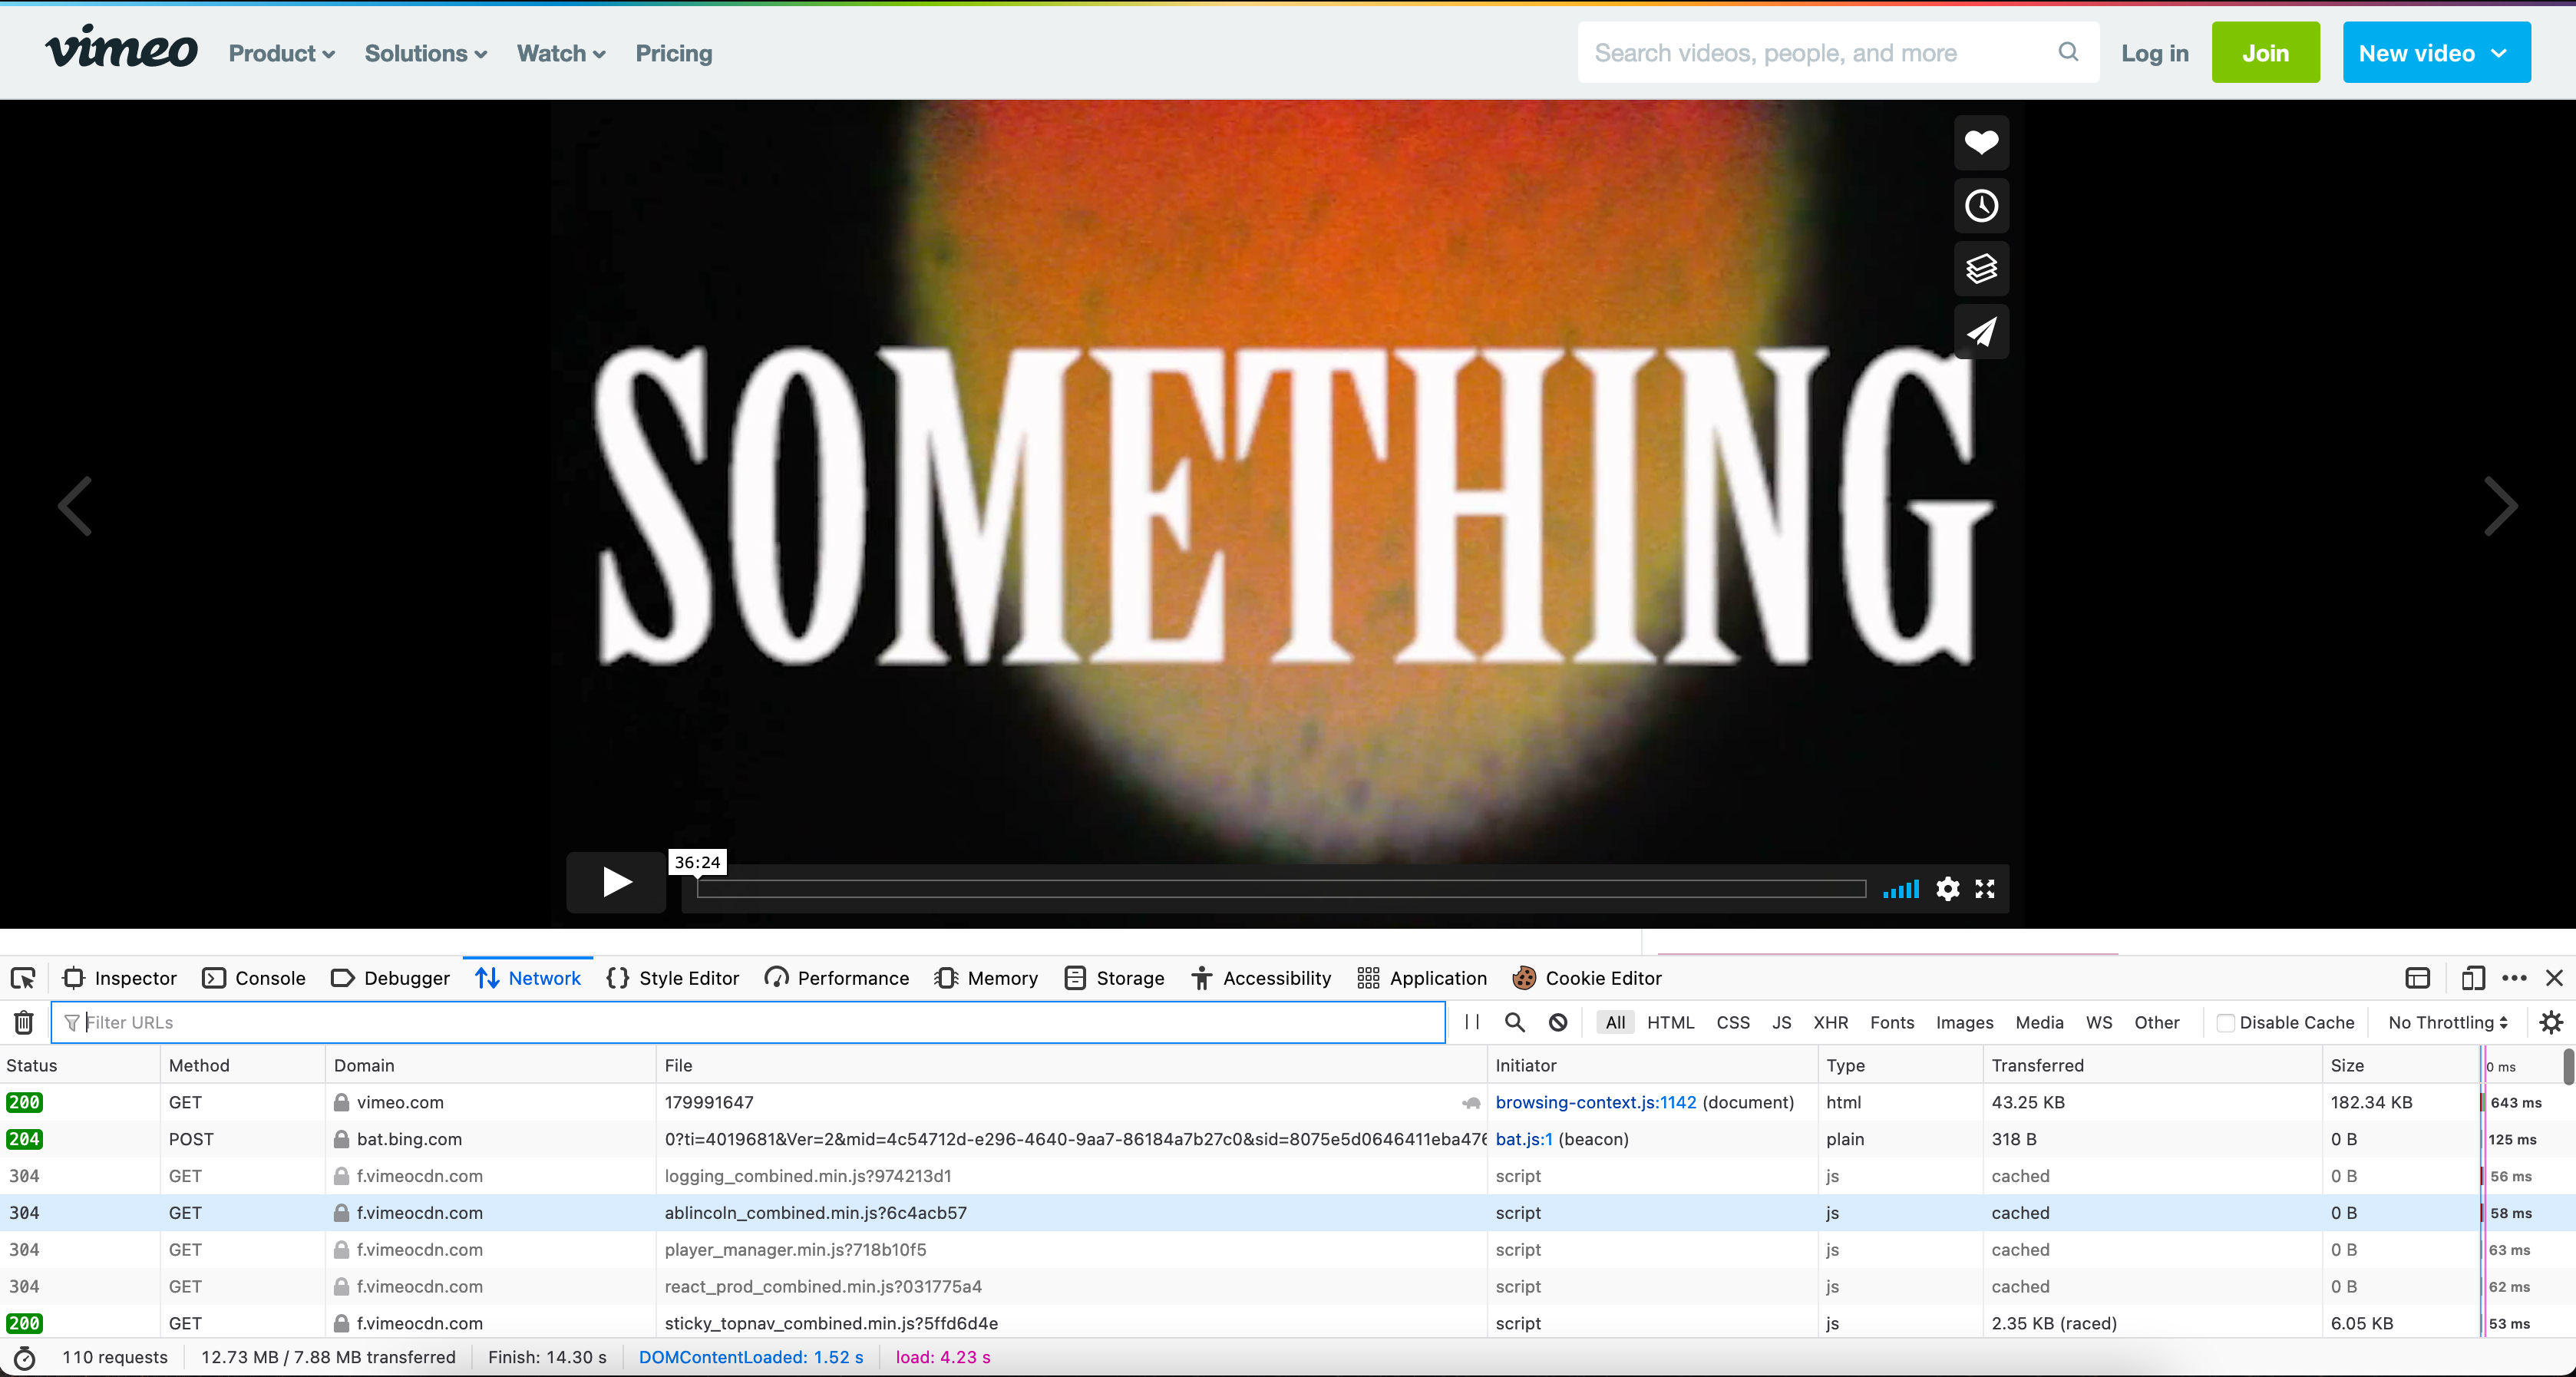 vimeo Product Solutions Watch Pricing Search videos, people, and more Log in Join New video
SOMETHING
36:24
Inspector Console Debugger Network Style Editor Performance Memory Storage Accessibility Application Cookie Editor
Filter URLs All HTML CSS JS XHR Fonts Images Media WS Other Disable Cache No Throttling
Status Method Domain File Initiator Type Transferred Size 0 ms
200 GET vimeo.com 179991647 browsing-context.js:1142 (document) html 43.25 KB 182.34 KB 643 ms
204 POST bat.bing.com 0?ti=4019681&Ver=2&mid=4c54712d-e296-4640-9aa7-86184a7b27c0&sid=8075e5d0646411eba476 bat.js:1 (beacon) plain 318 B 0 B 125 ms
304 GET f.vimeocdn.com logging_combined.min.js?974213d1 script js cached 0 B 56 ms
304 GET f.vimeocdn.com ablincoln_combined.min.js?6c4acb57 script js cached 0 B 58 ms
304 GET f.vimeocdn.com player_manager.min.js?718b10f5 script js cached 0 B 63 ms
304 GET f.vimeocdn.com react_prod_combined.min.js?031775a4 script js cached 0 B 62 ms
200 GET f.vimeocdn.com sticky_topnav_combined.min.js?5ffd6d4e script js 2.35 KB (raced) 6.05 KB 53 ms
110 requests 12.73 MB / 7.88 MB transferred Finish: 14.30 s DOMContentLoaded: 1.52 s load: 4.23 s